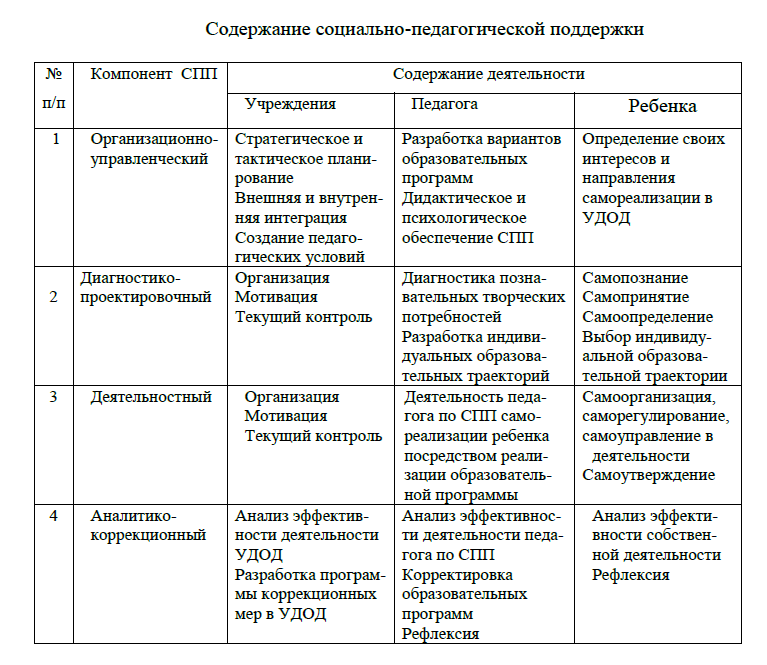 Содержание социально-педагогической поддержки
№
п/п
Компонент СПП
Содержание деятельности
Учреждения
Педагога
Ребенка
1
Организационно-
управленческий
Стратегическое и
тактическое плани-
рование
Внешняя и внутрен-
няя интеграция
Создание педаго-
гических условий
Разработка вариантов
образовательных
программ
Дидактическое и
психологическое
обеспечение СПП
Определение своих
интересов и
направления
самореализации в
УДОД
2
Диагностико-
проектировочный
Организация
Мотивация
Текущий контроль
Диагностика позна-
вательных творческих
потребностей
Разработка индиви-
дуальных образова-
тельных траекторий
Самопознание
Самопринятие
Самоопределение
Выбор индивиду-
альной образова-
тельной траектории
3
Деятельностный
Организация
Мотивация
Текущий контроль
Деятельность педа-
гога по СПП само-
реализации ребенка
посредством реали-
зации образователь-
ной программы
Самоорганизация,
саморегулирование,
самоуправление в
деятельности
Самоутверждение
4
Аналитико-
коррекционный
Анализ эффектив-
ности деятельности
УДОД
Разработка програм-
мы коррекционных
мер в УДОД
Анализ эффективнос-
ти деятельности педа-
гога по СПП
Корректировка
образовательных
программ
Рефлексия
Анализ эффекти-
вности собствен-
ной деятельности
Рефлексия